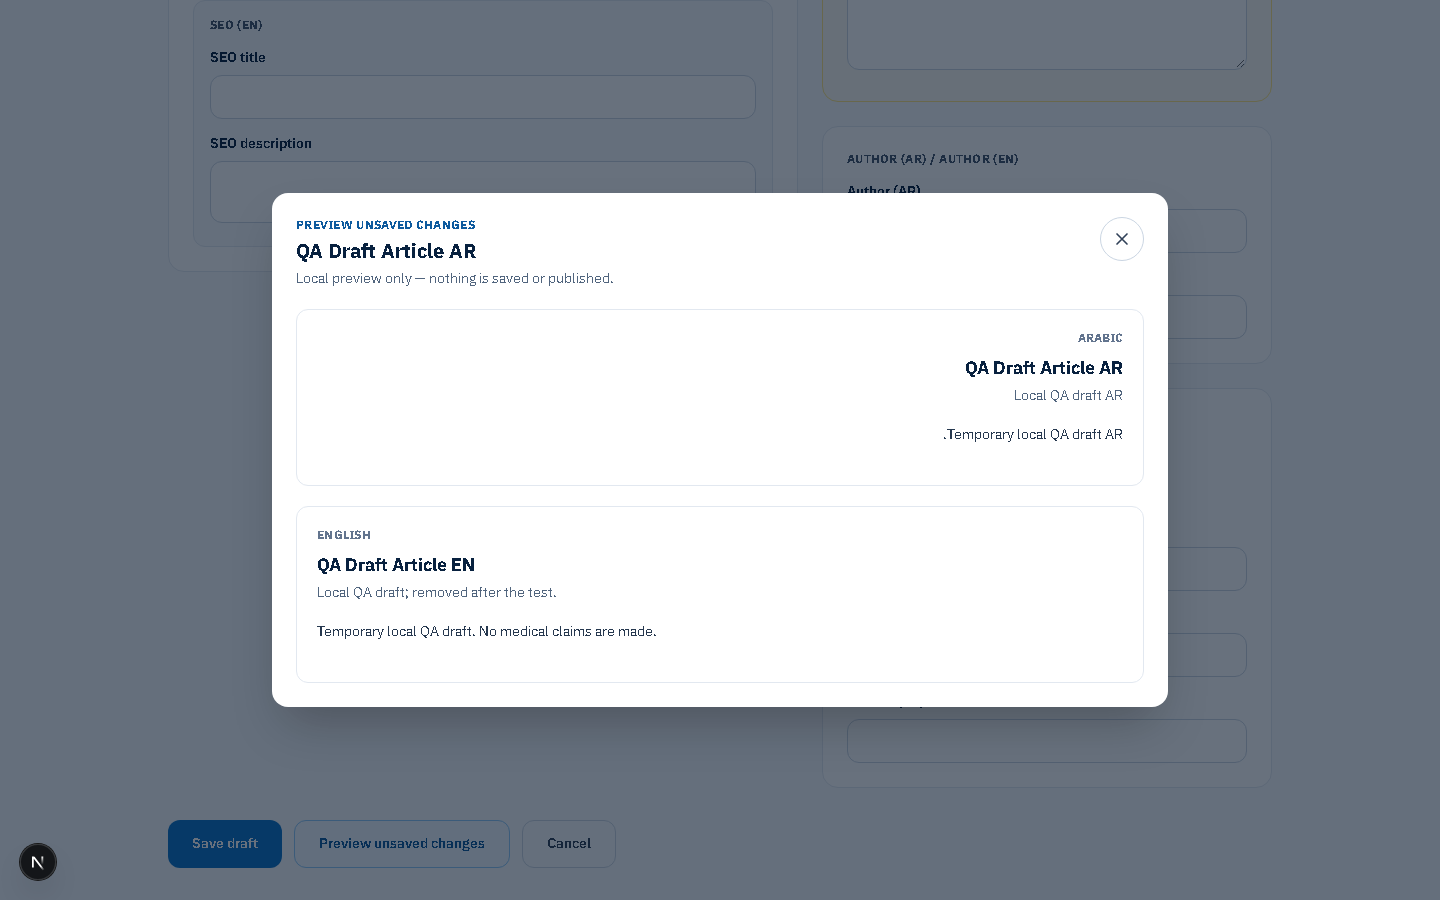 SEO (EN)
SEO title
SEO description
AUTHOR (AR) / AUTHOR (EN)
Author (AR)
PREVIEW UNSAVED CHANGES
QA Draft Article AR
Local preview only — nothing is saved or published.
ARABIC
QA Draft Article AR
Local QA draft AR
.Temporary local QA draft AR
ENGLISH
QA Draft Article EN
Local QA draft; removed after the test.
Temporary local QA draft. No medical claims are made.
Save draft
Preview unsaved changes
Cancel
N